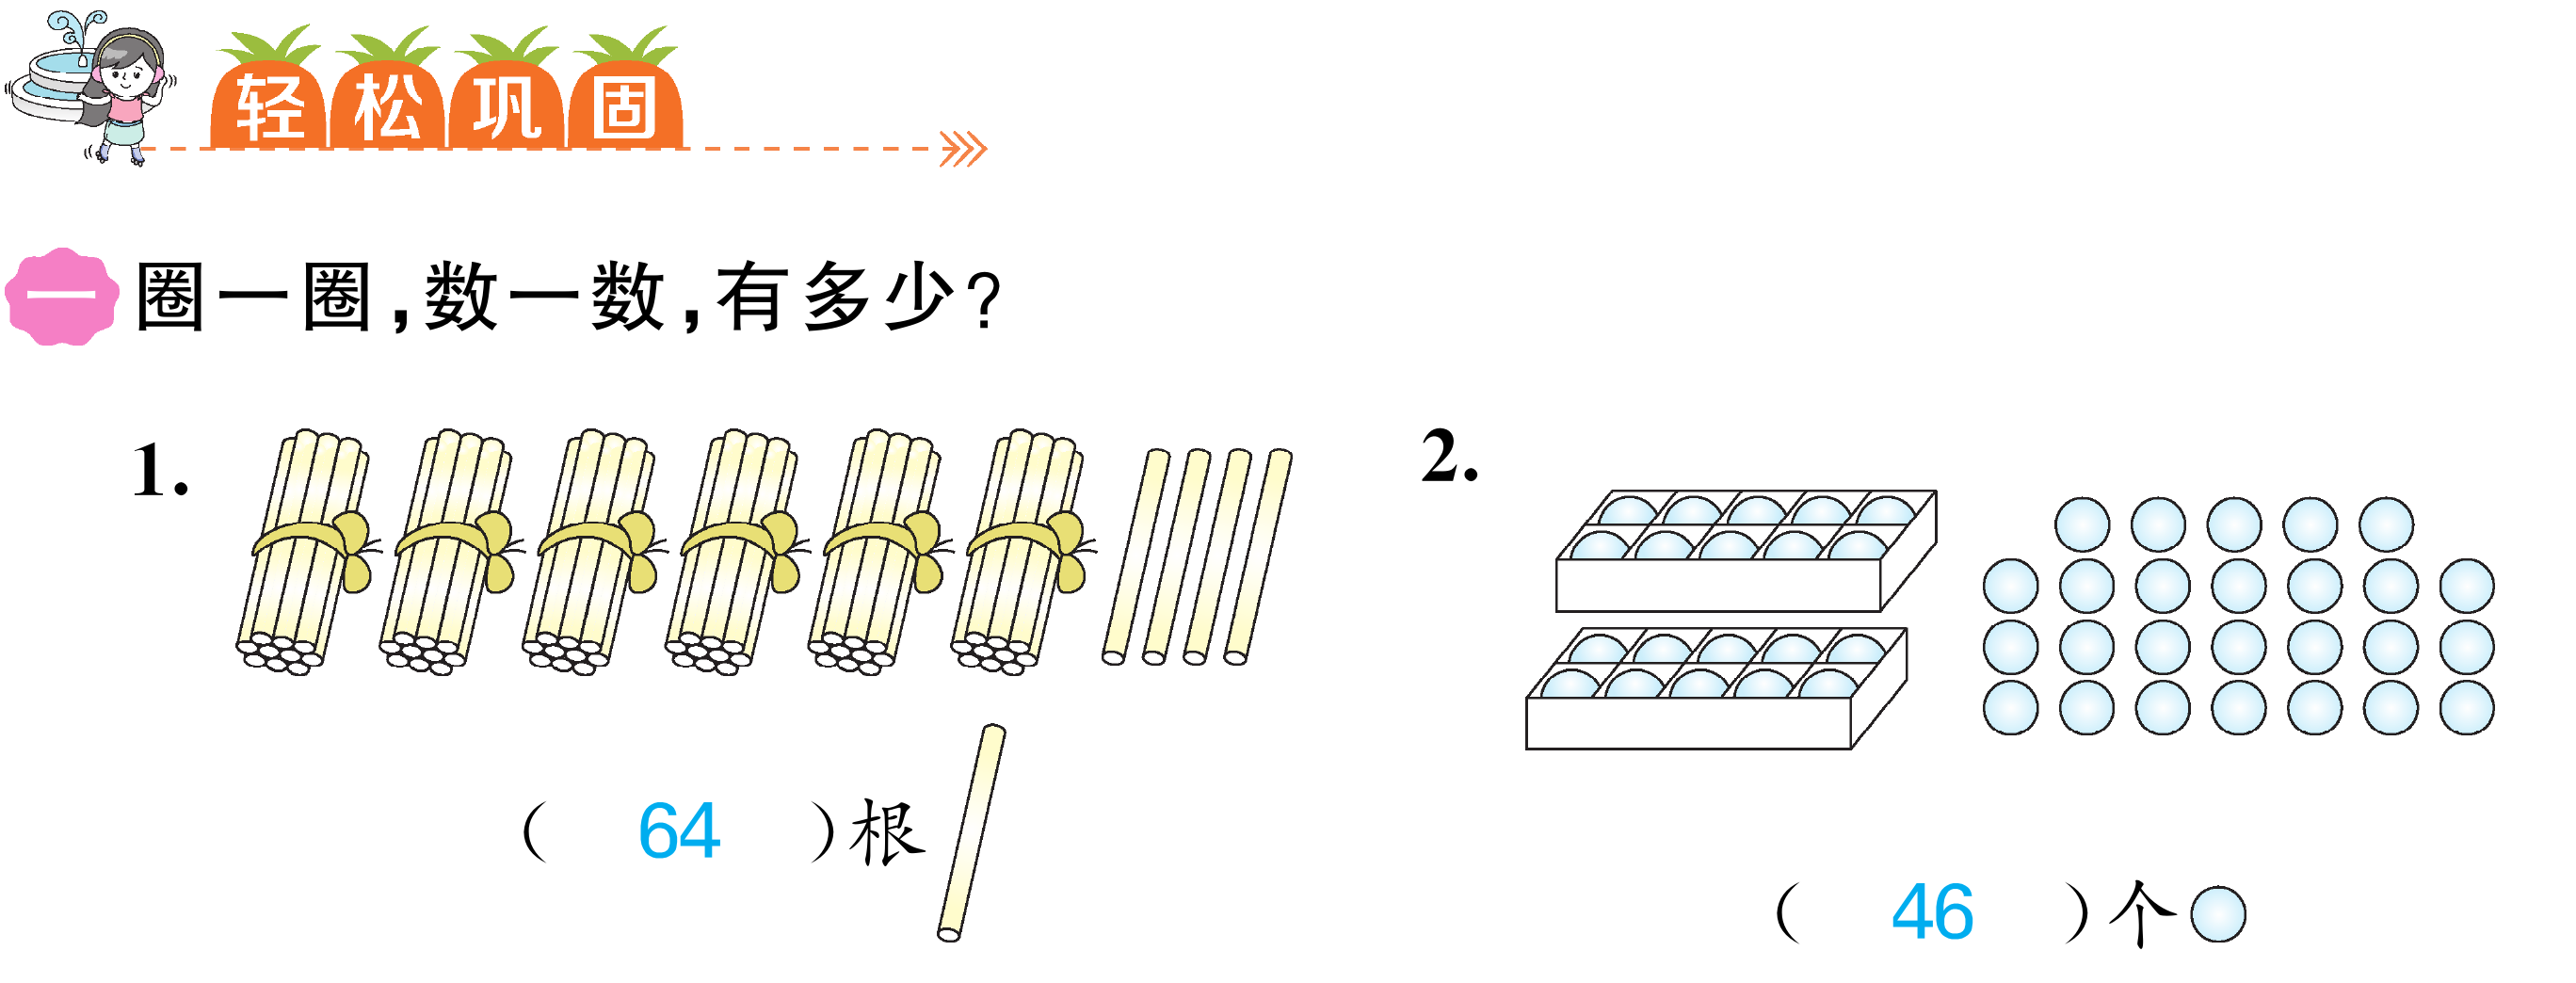 轻松巩固
一 圈一圈,数一数,有多少?
1.
2.
( 64 )根
( 46 )个